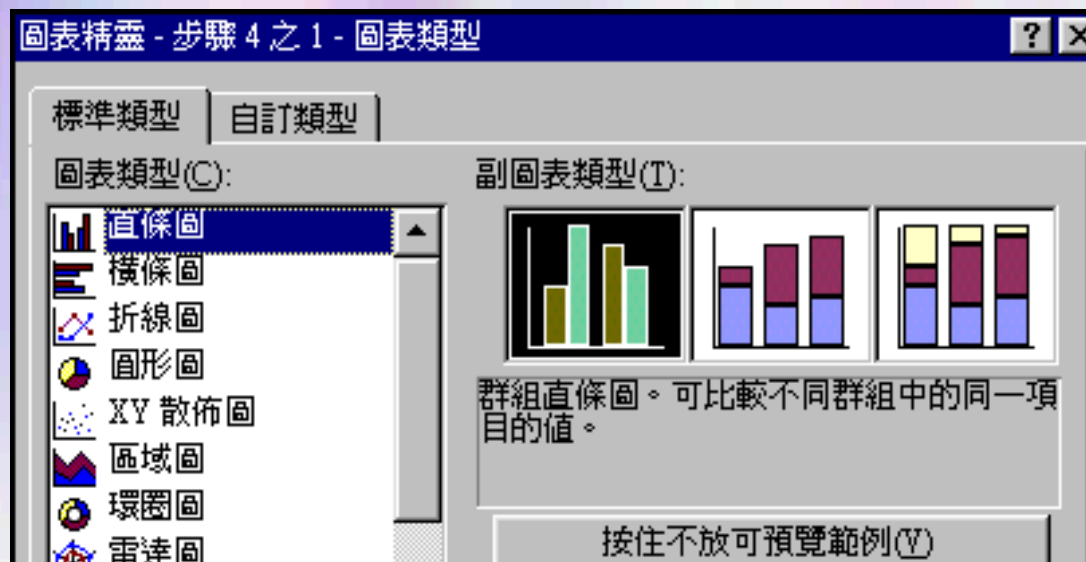 圖表精靈 - 步驟 4 之 1 - 圖表類型
標準類型
自訂類型
圖表類型(C):
直條圖
橫條圖
折線圖
圓形圖
XY 散佈圖
區域圖
環圈圖
雷達圖
副圖表類型(T):
群組直條圖。可比較不同群組中的同一項
目的值。
按住不放可預覽範例(V)